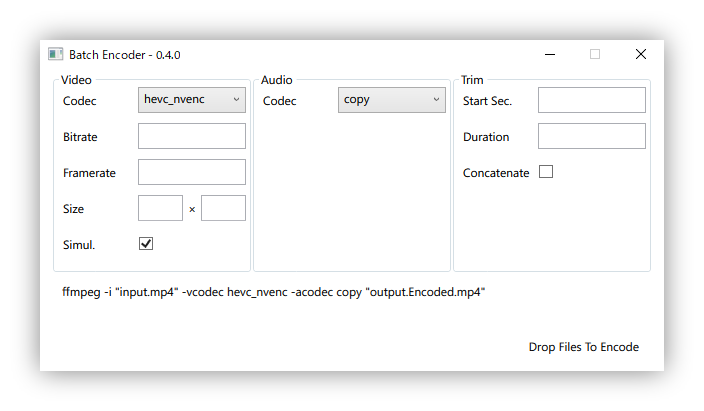 Batch Encoder - 0.4.0
Video
Codec hevc_nvenc
Bitrate
Framerate
Size ×
Simul.
Audio
Codec copy
Trim
Start Sec.
Duration
Concatenate
ffmpeg -i "input.mp4" -vcodec hevc_nvenc -acodec copy "output.Encoded.mp4"
Drop Files To Encode